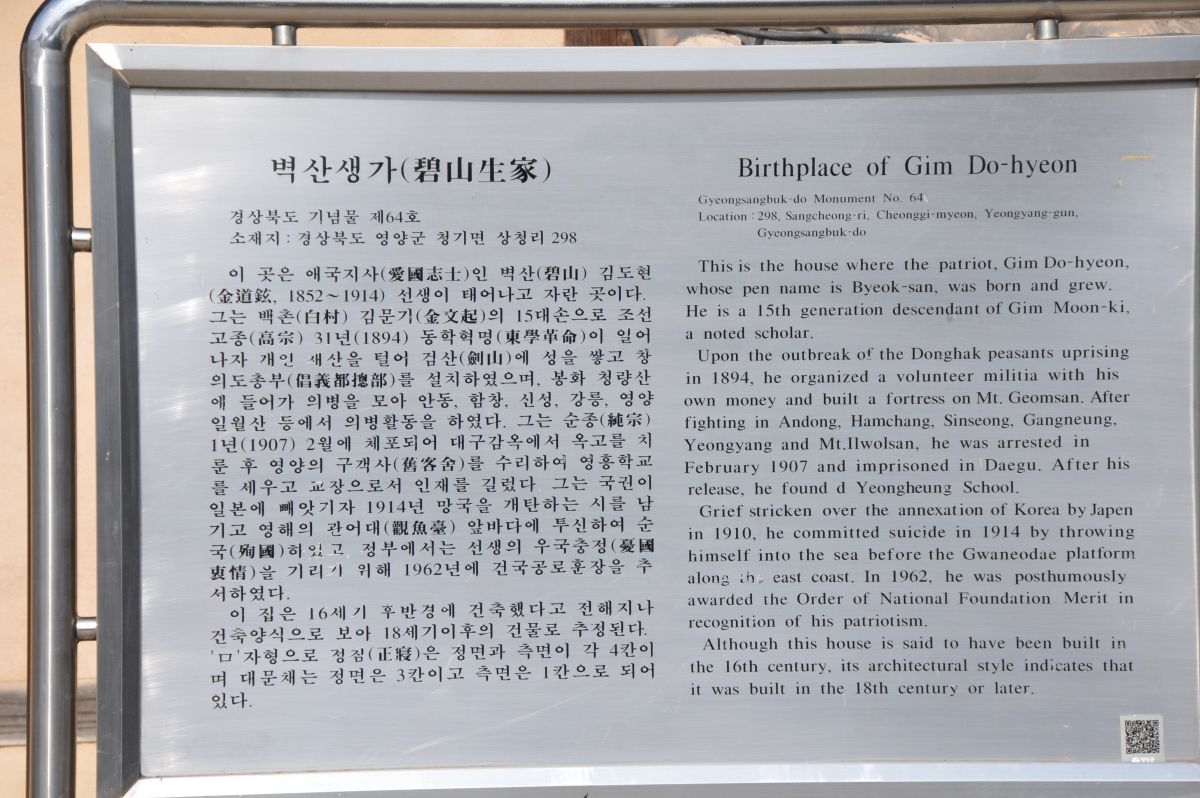 벽산생가(碧山生家)
경상북도 기념물 제64호
소재지 : 경상북도 영양군 청기면 상청리 298
이 곳은 애국지사(愛國志士)인 벽산(碧山) 김도현
(金道鉉, 1852~1914) 선생이 태어나고 자란 곳이다.
그는 백촌(白村) 김문기(金文起)의 15대손으로 조선
고종(高宗) 31년(1894) 동학혁명(東學革命)이 일어
나자 개인 재산을 털어 검산(劍山)에 성을 쌓고 창
의도총부(倡義都摠部)를 설치하였으며, 봉화 청량산
에 들어가 의병을 모아 안동, 함창, 신성, 강릉, 영양
일월산 등에서 의병활동을 하였다. 그는 순종(純宗)
1년(1907) 2월에 체포되어 대구감옥에서 옥고를 치
룬 후 영양의 구객사(舊客舍)를 수리하여 영흥학교
를 세우고 교장으로서 인재를 길렀다 그는 국권이
일본에 빼앗기자 1914년 망국을 개탄하는 시를 남
기고 영해의 관어대(觀魚臺) 앞바다에 투신하여 순
국(殉國)하였고, 정부에서는 선생의 우국충정(憂國
衷情)을 기리기 위해 1962년에 건국공로훈장을 추
서하였다.
이 집은 16세기 후반경에 건축했다고 전해지나
건축양식으로 보아 18세기이후의 건물로 추정된다.
'ㅁ'자형으로 정침(正寢)은 정면과 측면이 각 4칸이
며 대문채는 정면은 3칸이고 측면은 1칸으로 되어
있다.
Birthplace of Gim Do-hyeon
Gyeongsangbuk-do Monument No. 64
Location : 298, Sangcheong-ri, Cheonggi-myeon, Yeongyang-gun,
Gyeongsangbuk-do
This is the house where the patriot, Gim Do-hyeon,
whose pen name is Byeok-san, was born and grew.
He is a 15th generation descendant of Gim Moon-ki,
a noted scholar.
Upon the outbreak of the Donghak peasants uprising
in 1894, he organized a volunteer militia with his
own money and built a fortress on Mt. Geomsan. After
fighting in Andong, Hamchang, Sinseong, Gangneung,
Yeongyang and Mt.Ilwolsan, he was arrested in
February 1907 and imprisoned in Daegu. After his
release, he found d Yeongheung School.
Grief stricken over the annexation of Korea by Japen
in 1910, he committed suicide in 1914 by throwing
himself into the sea before the Gwaneodae platform
along the east coast. In 1962, he was posthumously
awarded the Order of National Foundation Merit in
recognition of his patriotism.
Although this house is said to have been built in
the 16th century, its architectural style indicates that
it was built in the 18th century or later.